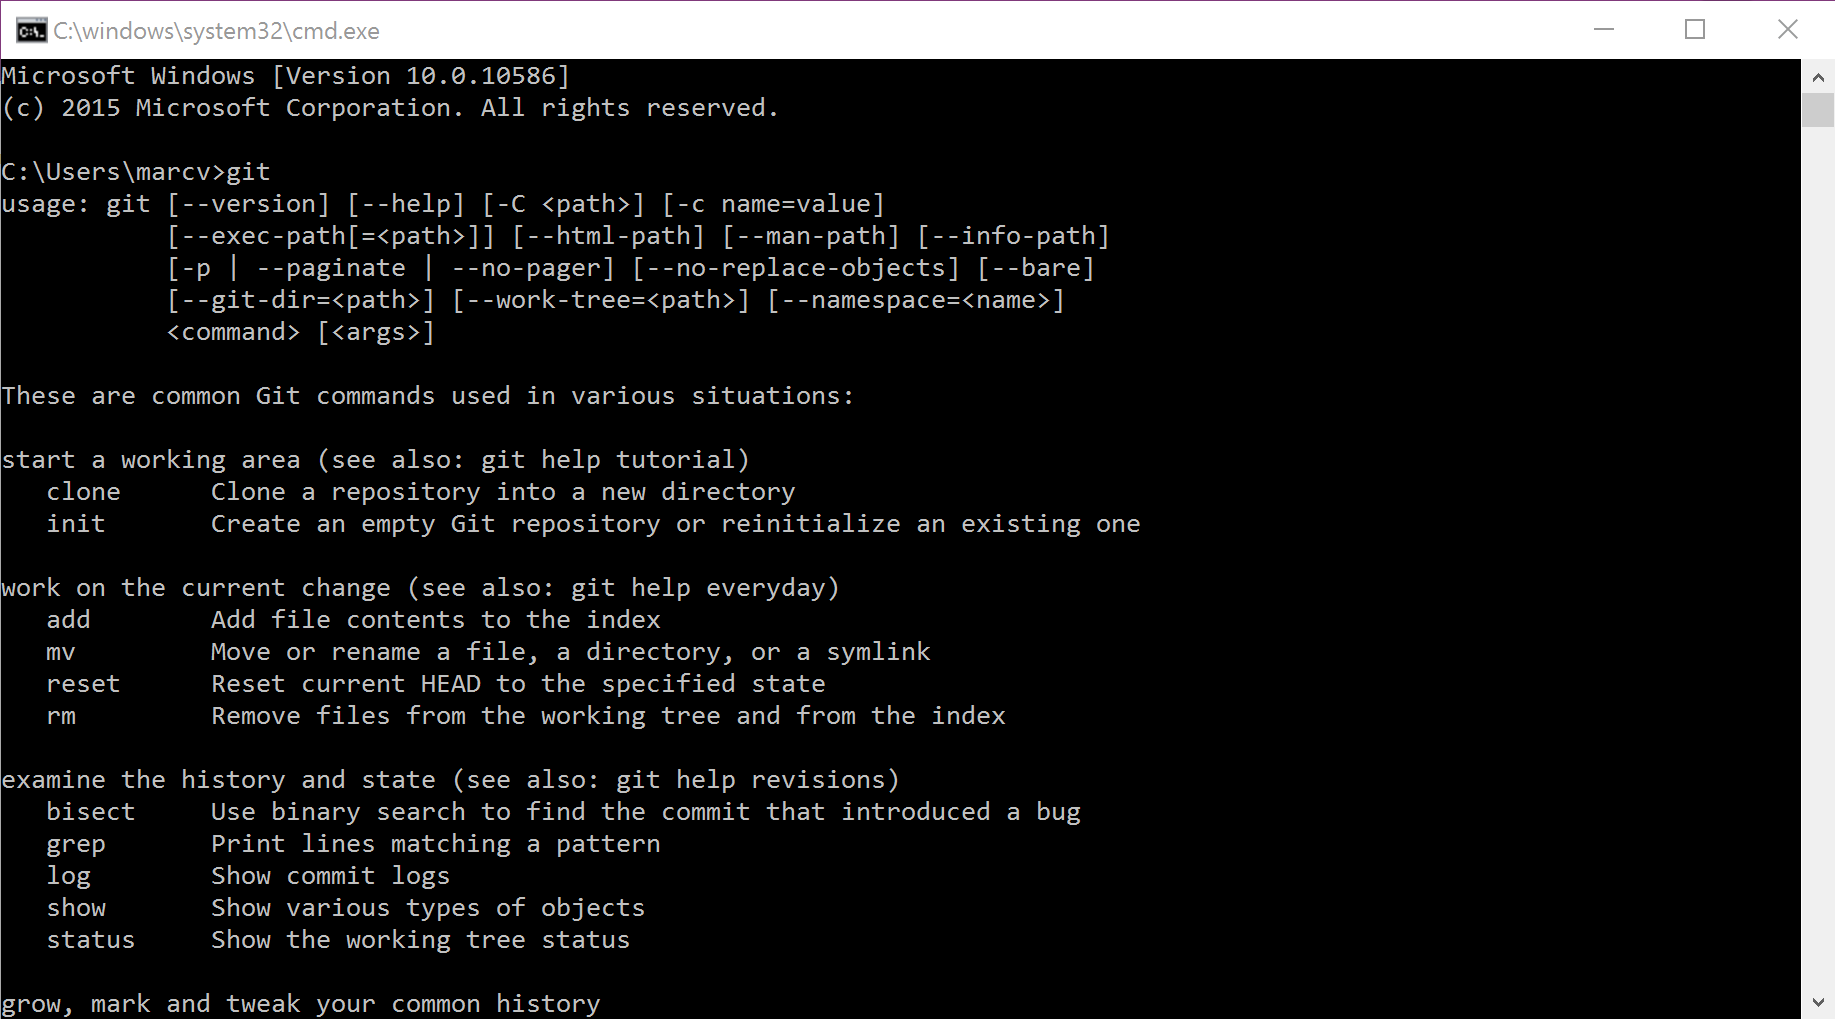 C:\windows\system32\cmd.exe
Microsoft Windows [Version 10.0.10586]
(c) 2015 Microsoft Corporation. All rights reserved.

C:\Users\marcv>git
usage: git [--version] [--help] [-C <path>] [-c name=value]
           [--exec-path[=<path>]] [--html-path] [--man-path] [--info-path]
           [-p | --paginate | --no-pager] [--no-replace-objects] [--bare]
           [--git-dir=<path>] [--work-tree=<path>] [--namespace=<name>]
           <command> [<args>]

These are common Git commands used in various situations:

start a working area (see also: git help tutorial)
   clone      Clone a repository into a new directory
   init       Create an empty Git repository or reinitialize an existing one

work on the current change (see also: git help everyday)
   add        Add file contents to the index
   mv         Move or rename a file, a directory, or a symlink
   reset      Reset current HEAD to the specified state
   rm         Remove files from the working tree and from the index

examine the history and state (see also: git help revisions)
   bisect     Use binary search to find the commit that introduced a bug
   grep       Print lines matching a pattern
   log        Show commit logs
   show       Show various types of objects
   status     Show the working tree status

grow, mark and tweak your common history